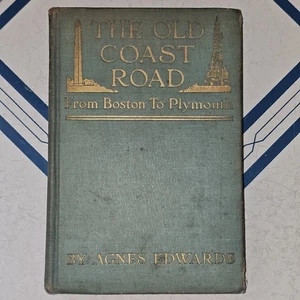 THE OLD
COAST
ROAD
From Boston To Plymouth
BY AGNES EDWARDS